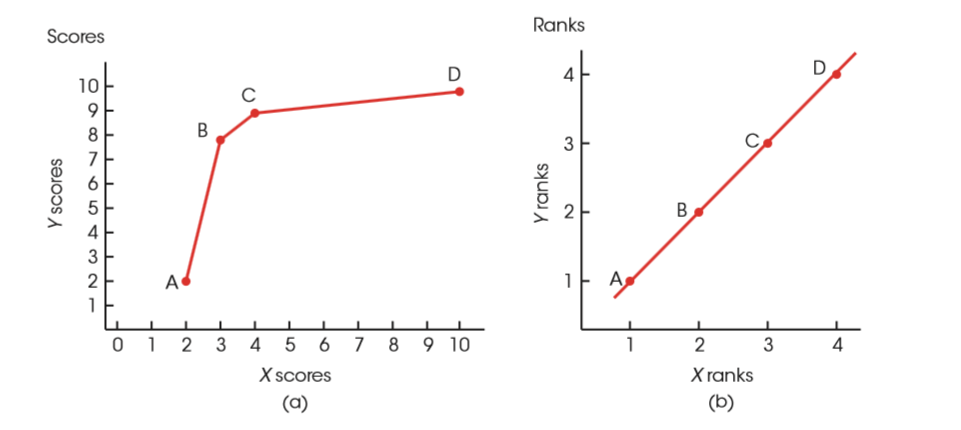 Scores
Y scores
10
9
8
7
6
5
4
3
2
1
A
B
C
D
0 1 2 3 4 5 6 7 8 9 10
X scores
(a)
Ranks
Y ranks
4
3
2
1
A
B
C
D
1 2 3 4
X ranks
(b)